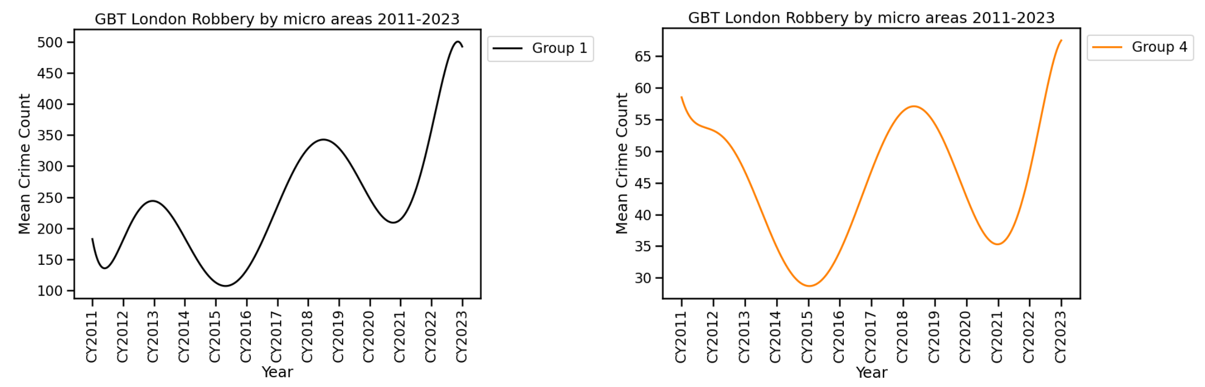 GBT London Robbery by micro areas 2011-2023
Mean Crime Count
500
450
400
350
300
250
200
150
100
CY2011
CY2012
CY2013
CY2014
CY2015
CY2016
CY2017
CY2018
CY2019
CY2020
CY2021
CY2022
CY2023
Year
Group 1
GBT London Robbery by micro areas 2011-2023
Mean Crime Count
65
60
55
50
45
40
35
30
CY2011
CY2012
CY2013
CY2014
CY2015
CY2016
CY2017
CY2018
CY2019
CY2020
CY2021
CY2022
CY2023
Year
Group 4